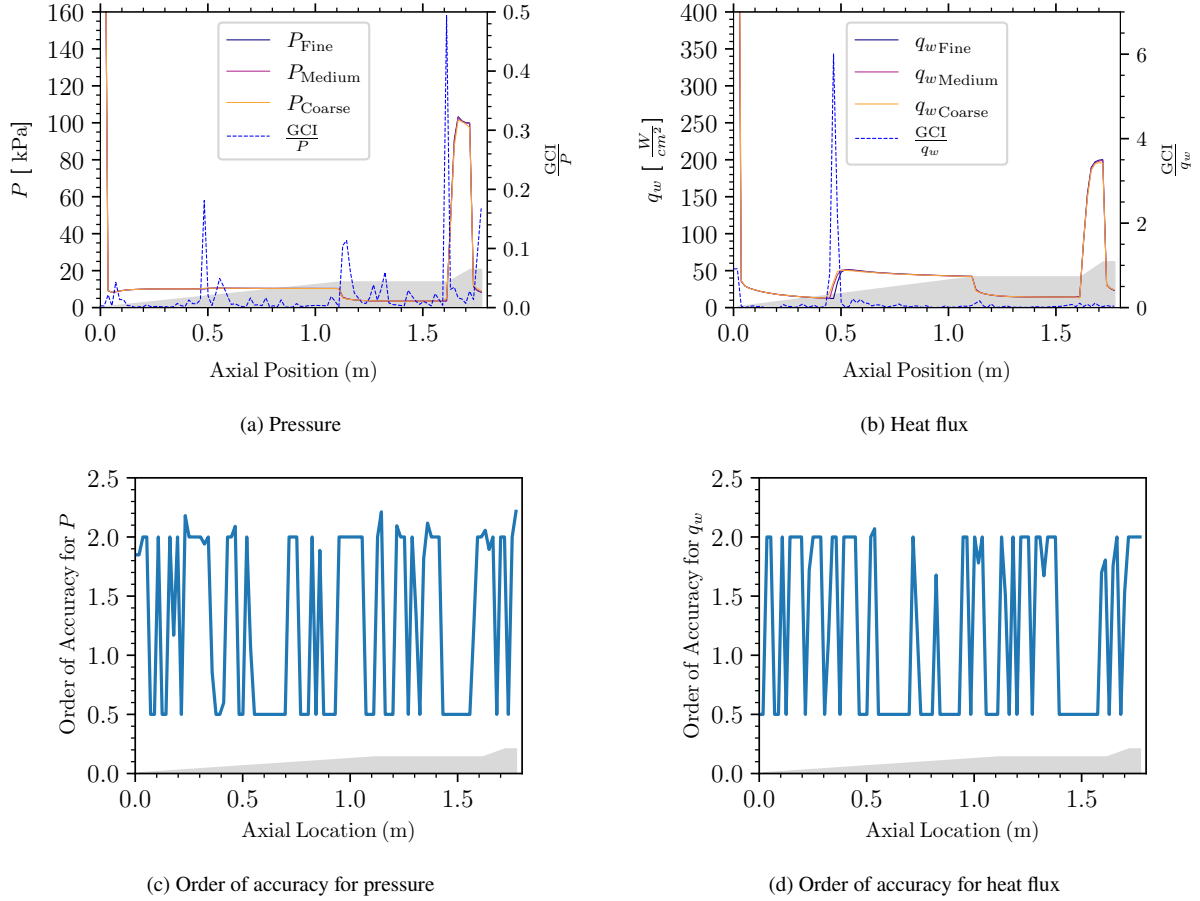 160
140
120
100
80
60
40
20
0
P [ kPa]
0.0 0.5 1.0 1.5
Axial Position (m)
0.5
0.4
0.3
0.2
0.1
0.0
GCI
P
P Fine
P Medium
P Coarse
GCI
P
(a) Pressure
400
350
300
250
200
150
100
50
0
q_w [ W/cm² ]
0.0 0.5 1.0 1.5
Axial Position (m)
6
4
2
0
GCI
q_w
q_w Fine
q_w Medium
q_w Coarse
GCI
q_w
(b) Heat flux
2.5
2.0
1.5
1.0
0.5
0.0
Order of Accuracy for P
0.0 0.5 1.0 1.5
Axial Location (m)
(c) Order of accuracy for pressure
2.5
2.0
1.5
1.0
0.5
0.0
Order of Accuracy for q_w
0.0 0.5 1.0 1.5
Axial Location (m)
(d) Order of accuracy for heat flux